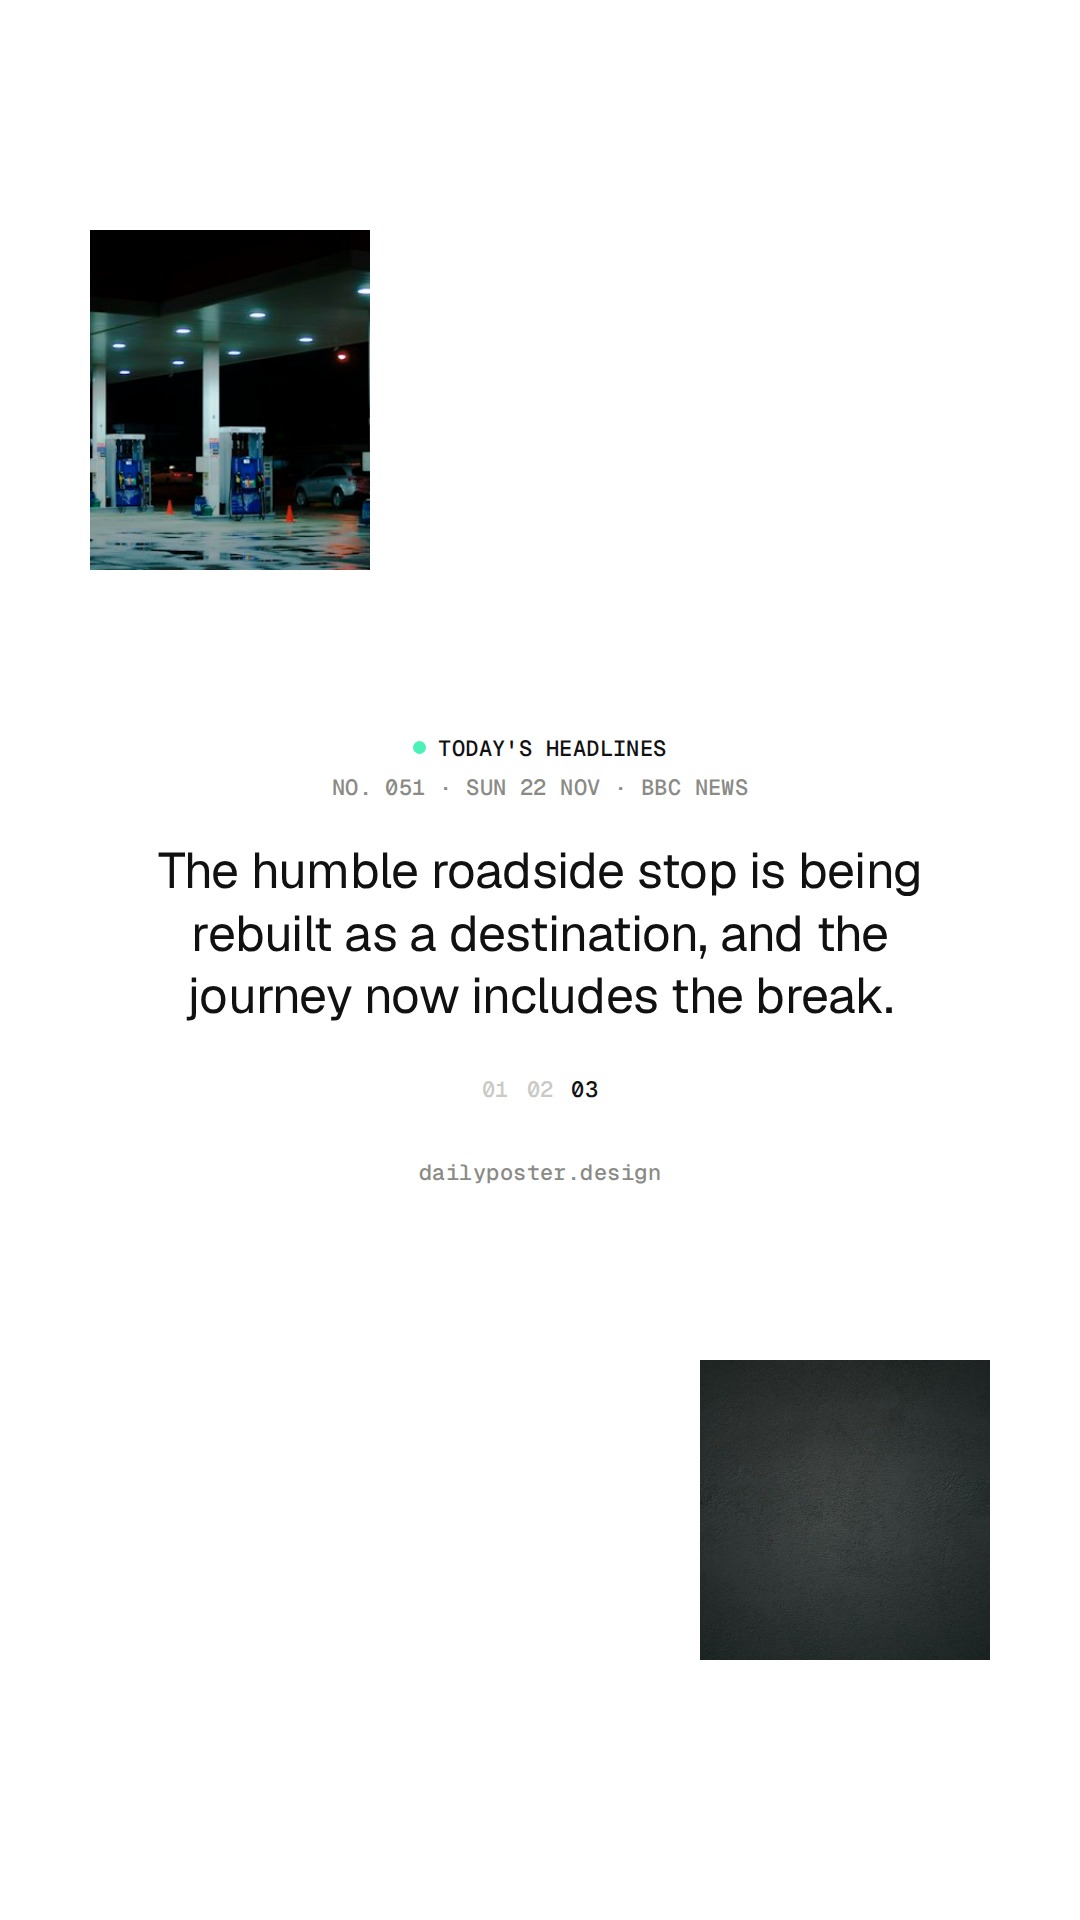 TODAY'S HEADLINES
NO. 051 · SUN 22 NOV · BBC NEWS
The humble roadside stop is being
rebuilt as a destination, and the
journey now includes the break.
01 02 03
dailyposter.design